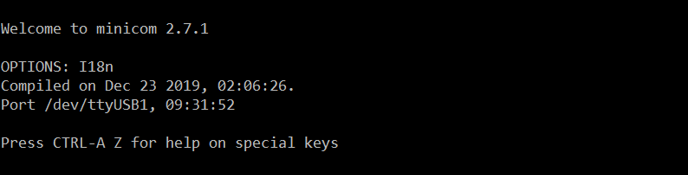 Welcome to minicom 2.7.1
OPTIONS: I18n
Compiled on Dec 23 2019, 02:06:26.
Port /dev/ttyUSB1, 09:31:52
Press CTRL-A Z for help on special keys